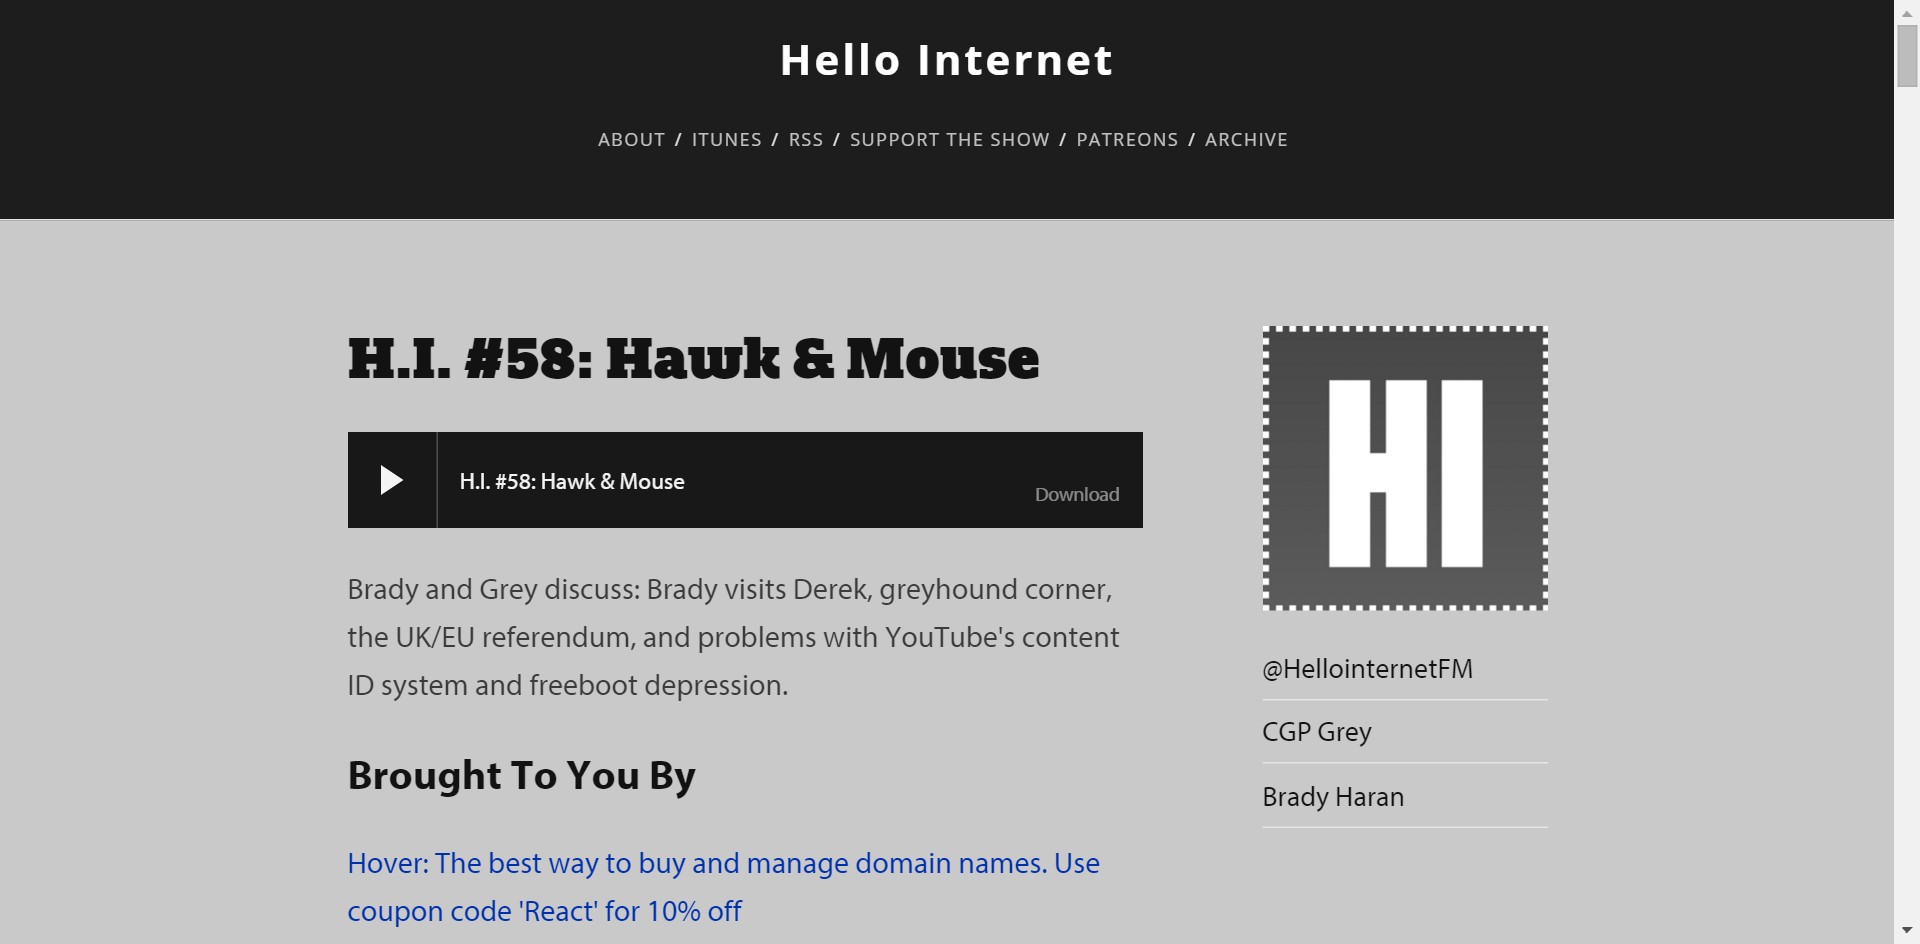 Hello Internet
ABOUT / ITUNES / RSS / SUPPORT THE SHOW / PATREONS / ARCHIVE
H.I. #58: Hawk & Mouse
H.I. #58: Hawk & Mouse
Download
Brady and Grey discuss: Brady visits Derek, greyhound corner,
the UK/EU referendum, and problems with YouTube's content
ID system and freeboot depression.
Brought To You By
Hover: The best way to buy and manage domain names. Use
coupon code 'React' for 10% off
HI
@HellointernetFM
CGP Grey
Brady Haran